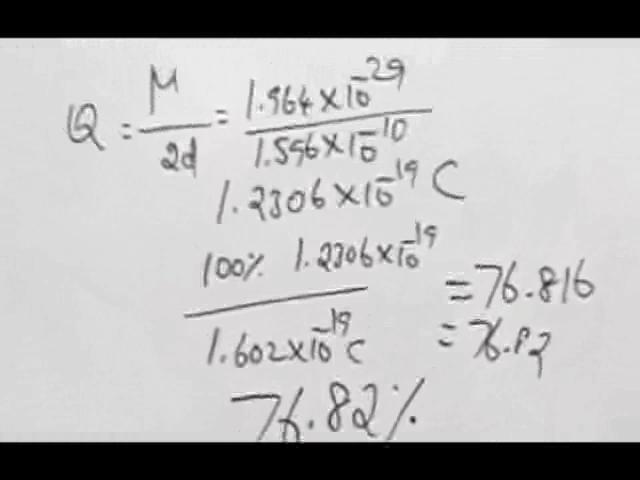 Q = μ/2d = 1.964×10⁻²⁹/1.596×10⁻¹⁰
1.2306×10⁻¹⁹ C
100% 1.2306×10⁻¹⁹/1.602×10⁻¹⁹ C = 76.816
= 76.82
76.82%